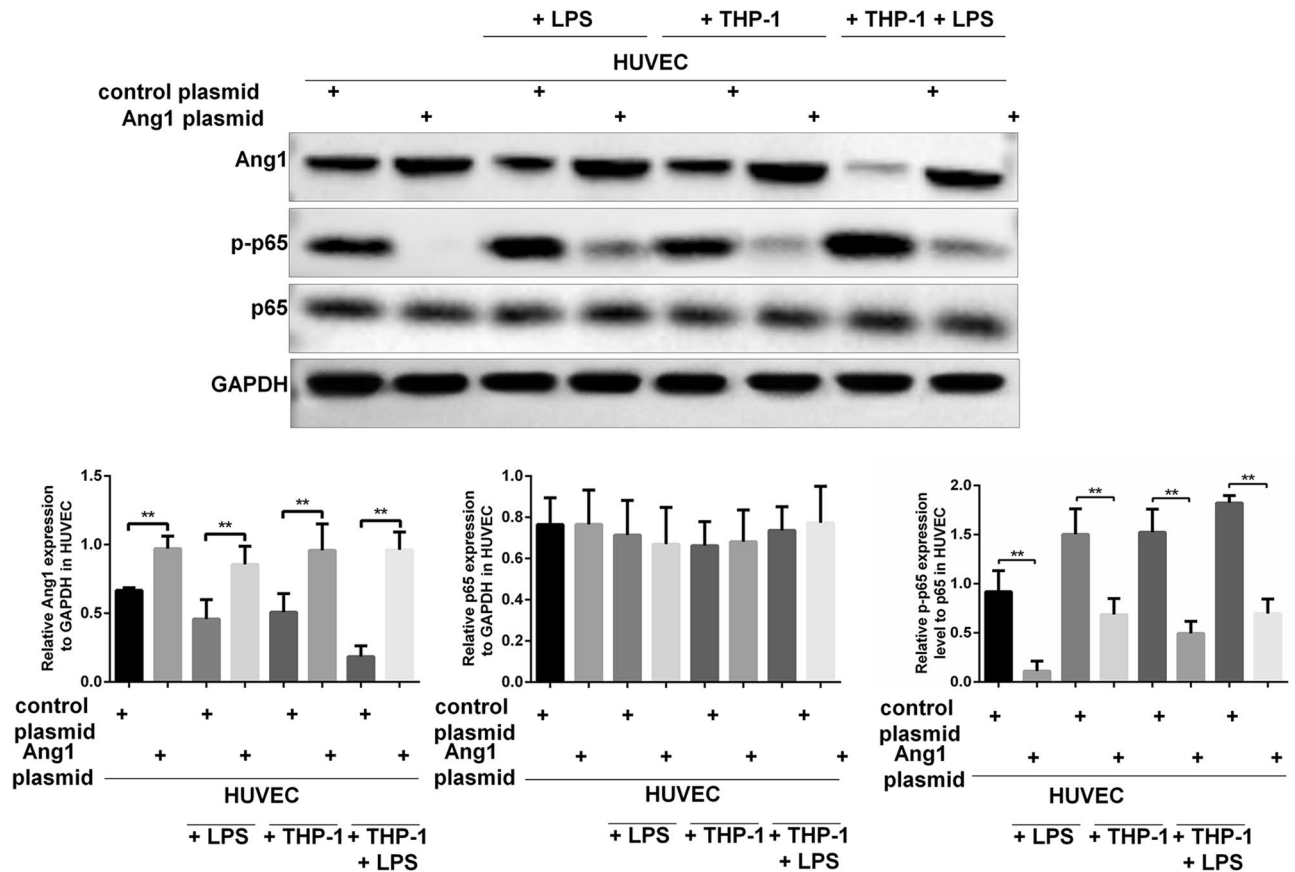 + LPS + THP-1 + THP-1 + LPS
HUVEC
control plasmid + + + +
Ang1 plasmid + + + +
Ang1
p-p65
p65
GAPDH
Relative Ang1 expression
to GAPDH in HUVEC
1.5
1.0
0.5
0.0
** ** ** **
control
plasmid
+ + + +
Ang1
plasmid
+ + + +
HUVEC
+ LPS + THP-1 + THP-1
+ LPS
Relative p65 expression
to GAPDH in HUVEC
1.0
0.8
0.6
0.4
0.2
0.0
control
plasmid
+ + + +
Ang1
plasmid
+ + + +
HUVEC
+ LPS + THP-1 + THP-1
+ LPS
Relative p-p65 expression
level to p65 in HUVEC
2.0
1.5
1.0
0.5
0.0
** ** ** **
control
plasmid
+ + + +
Ang1
plasmid
+ + + +
HUVEC
+ LPS + THP-1 + THP-1
+ LPS